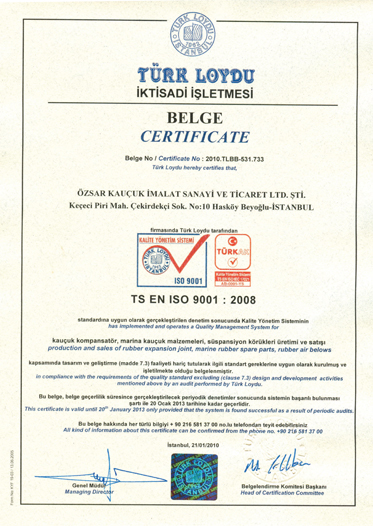 TÜRK LOYDU
1962
İSTANBUL
TÜRK LOYDU
İKTİSADİ İŞLETMESİ
BELGE
CERTIFICATE
Belge No / Certificate No : 2010.TLBB-531.733
Türk Loydu hereby certifies that,
ÖZSAR KAUÇUK İMALAT SANAYİ VE TİCARET LTD. ŞTİ.
Keçeci Piri Mah. Çekirdekçi Sok. No:10 Hasköy Beyoğlu-İSTANBUL
firmasında Türk Loydu tarafından
KALİTE YÖNETİM SİSTEMİ
TÜRK LOYDU
İSTANBUL
ISO 9001
TÜRKAK
TS EN ISO 9001 : 2008
standardına uygun olarak gerçekleştirilen denetim sonucunda Kalite Yönetim Sisteminin
has implemented and operates a Quality Management System for
kauçuk kompansatör, marina kauçuk malzemeleri, süspansiyon körükleri üretimi ve satışı
production and sales of rubber expansion joint, marine rubber spare parts, rubber air belows
kapsamında tasarım ve geliştirme (madde 7.3) faaliyeti hariç tutularak ilgili standard gereklerine uygun olarak kurulmuş ve
işletilmekte olduğu belgelenmiştir.
in compliance with the requirements of the quality standard excluding (clause 7.3) design and development activities
mentioned above by an audit performed by Türk Loydu.
Bu belge, belge geçerlilik süresince gerçekleştirilecek periyodik denetimler sonucunda sistemin başarılı bulunması
şartı ile 20 Ocak 2013 tarihine kadar geçerlidir.
This certificate is valid until 20th January 2013 only provided that the system is found successful as a result of periodic audits.
Bu belge hakkında her türlü bilgiyi + 90 216 581 37 00 no.lu telefondan teyit edebilirsiniz
All kind of information about this certificate can be confirmed from the phone no. +90 216 581 37 00
İstanbul, 21/01/2010
Genel Müdür
Managing Director
TÜRK LOYDU
Belgelendirme Komitesi Başkanı
Head of Certification Committee